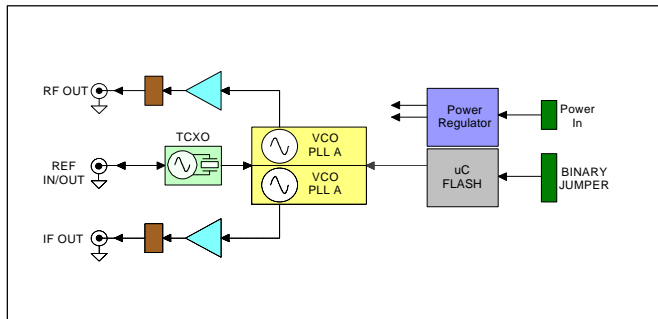 RF OUT
TCXO
REF
IN/OUT
IF OUT
VCO
PLL A
VCO
PLL A
Power
Regulator
Power
In
uC
FLASH
BINARY
JUMPER